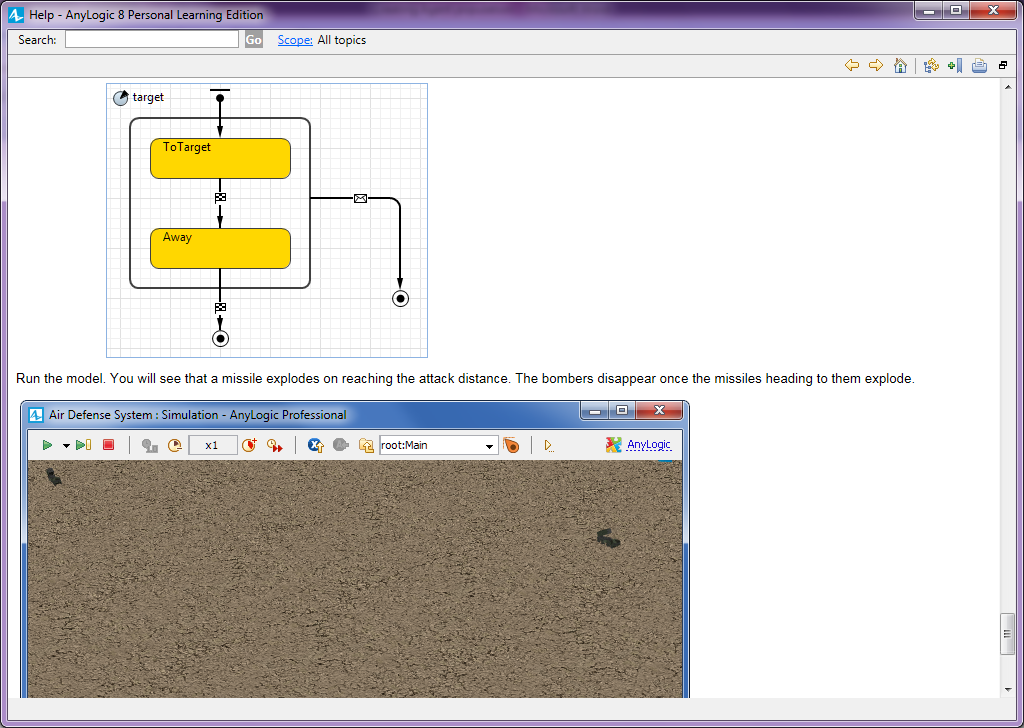 Help - AnyLogic 8 Personal Learning Edition
Search: Go Scope: All topics
target
ToTarget
Away
Run the model. You will see that a missile explodes on reaching the attack distance. The bombers disappear once the missiles heading to them explode.
Air Defense System : Simulation - AnyLogic Professional
x1 root:Main AnyLogic